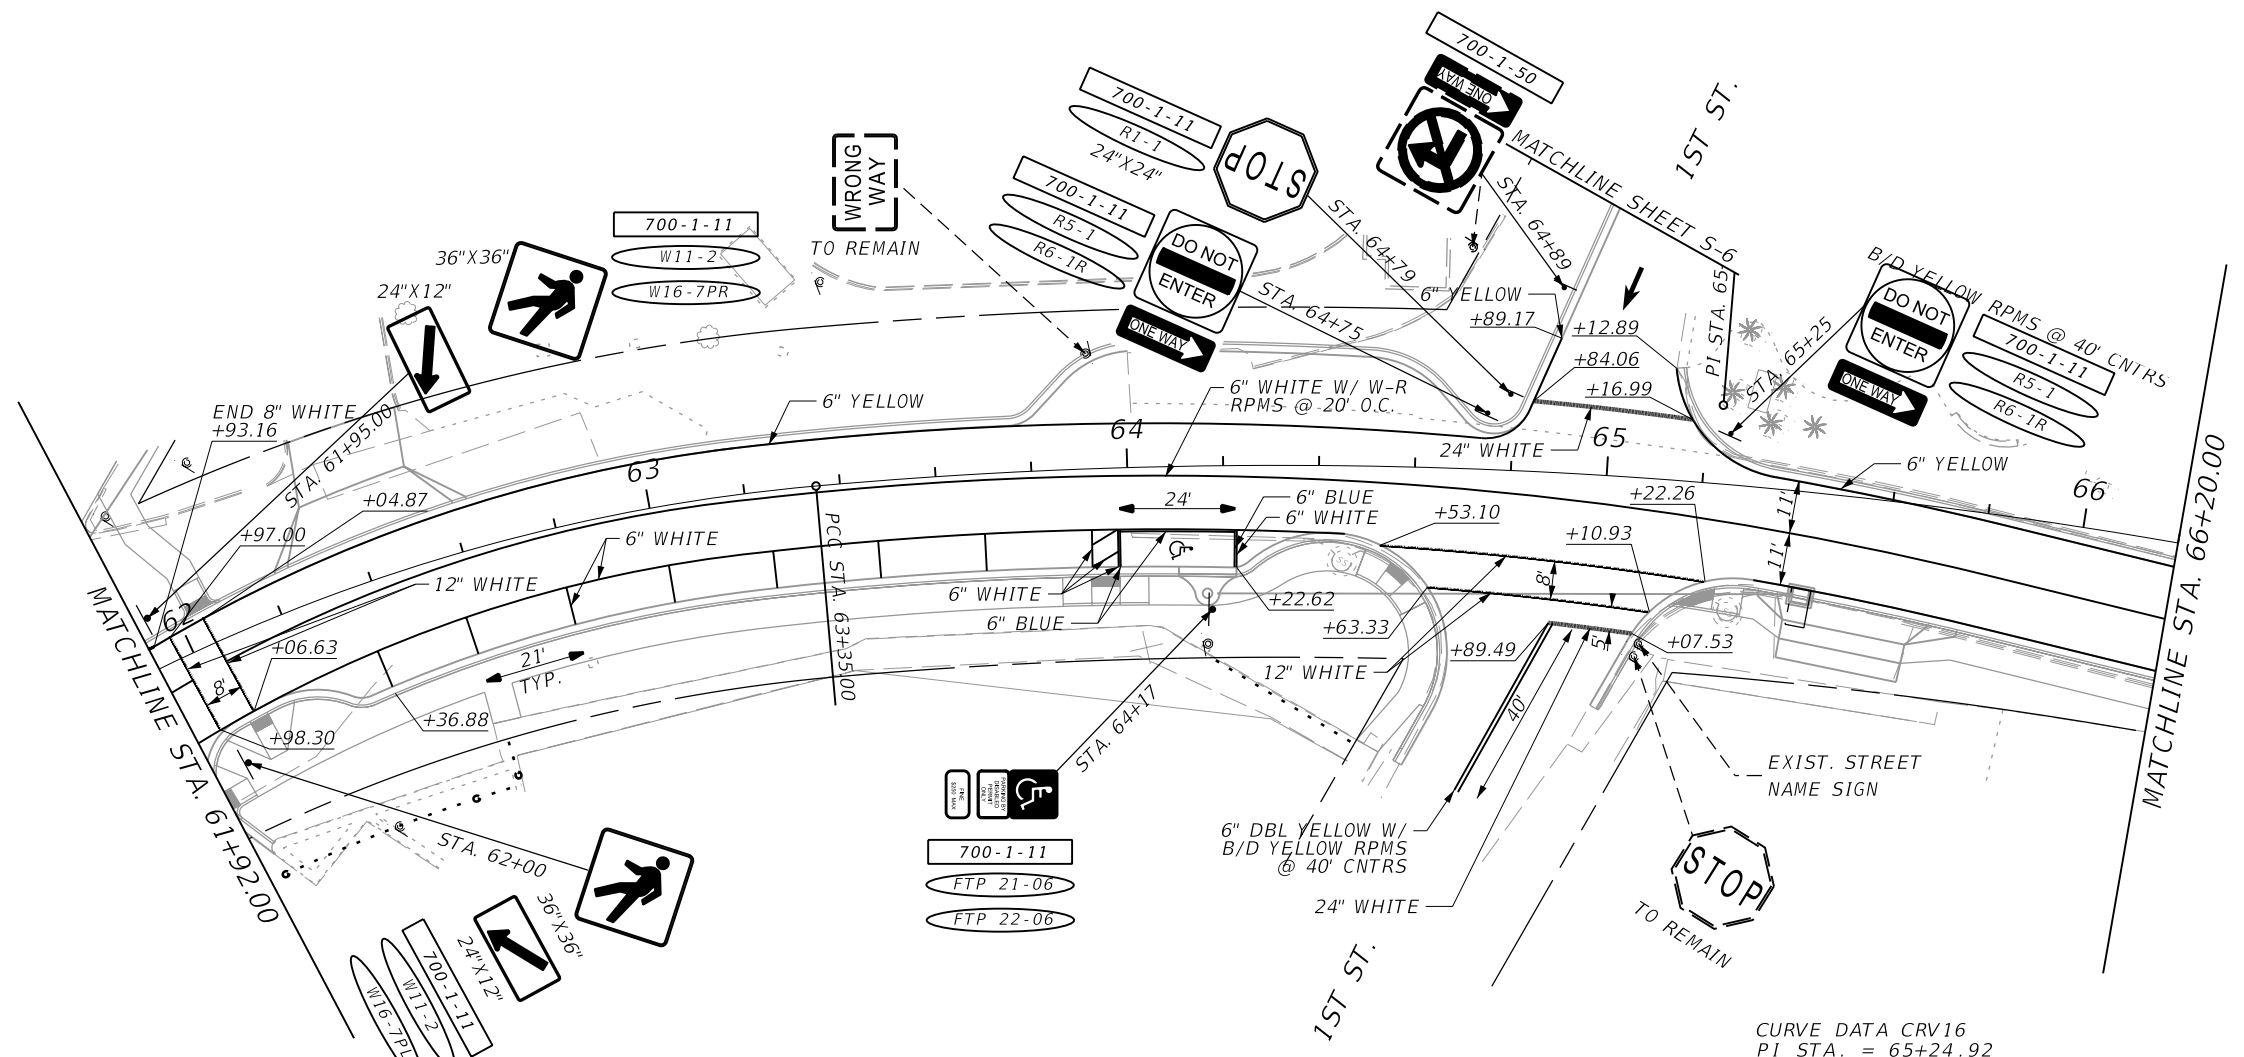 700-1-50
ONE WAY
1ST ST.
MATCHLINE SHEET S-6
700-1-11
R1-1
24"X24"
STOP
STA. 64+79
STA. 64+89
WRONG
WAY
TO REMAIN
700-1-11
R5-1
R6-1R
DO NOT
ENTER
ONE WAY
STA. 64+75
700-1-11
W11-2
W16-7PR
36"X36"
24"X12"
STA. 61+95.00
6" YELLOW
+89.17
+12.89
+84.06
+16.99
PI STA. 65
B/D YELLOW RPMS @ 40' CNTRS
DO NOT
ENTER
ONE WAY
STA. 65+25
700-1-11
R5-1
R6-1R
END 8" WHITE
+93.16
6" YELLOW
6" WHITE W/ W-R
RPMS @ 20' O.C.
24" WHITE
6" YELLOW
62
63
64
65
66
+04.87
+97.00
6" WHITE
12" WHITE
24'
6" BLUE
6" WHITE
+53.10
+22.26
+10.93
11'
11'
8'
PCC STA. 63+35.00
6" WHITE
6" BLUE
+22.62
+63.33
+89.49
5'
+07.53
12" WHITE
+06.63
8'
21'
TYP.
+36.88
+98.30
MATCHLINE STA. 61+92.00
MATCHLINE STA. 66+20.00
STA. 64+17
40'
EXIST. STREET
NAME SIGN
FINE
$250 MAX
PARKING BY
DISABLED
PERMIT
ONLY
700-1-11
FTP 21-06
FTP 22-06
6" DBL YELLOW W/
B/D YELLOW RPMS
@ 40' CNTRS
24" WHITE
STOP
TO REMAIN
STA. 62+00
36"X36"
24"X12"
700-1-11
W11-2
W16-7PL
1ST ST.
CURVE DATA CRV16
PI STA. = 65+24.92